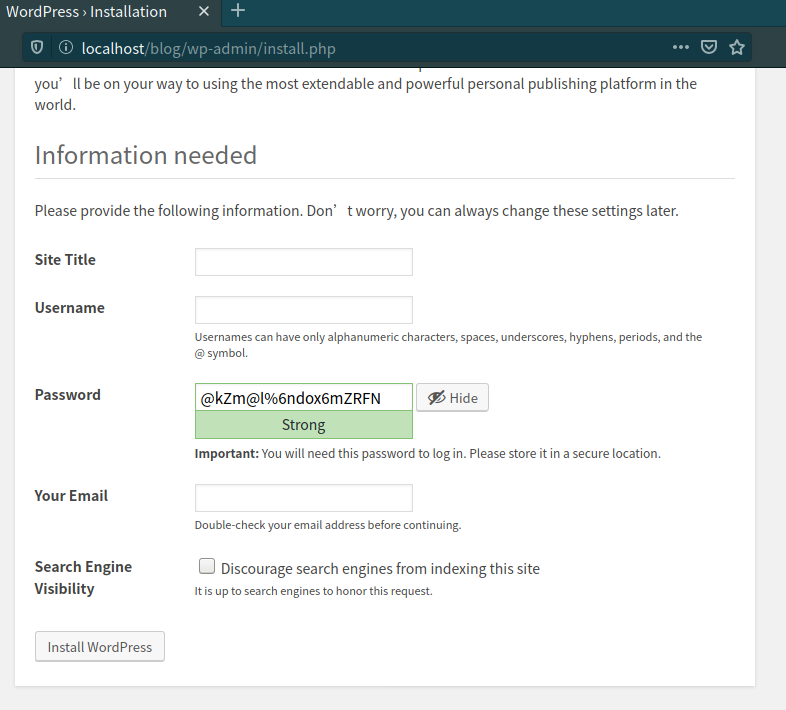 WordPress › Installation
localhost/blog/wp-admin/install.php
you’ll be on your way to using the most extendable and powerful personal publishing platform in the
world.
Information needed
Please provide the following information. Don’t worry, you can always change these settings later.
Site Title
Username
Usernames can have only alphanumeric characters, spaces, underscores, hyphens, periods, and the
@ symbol.
Password
@kZm@l%6ndox6mZRFN
Hide
Strong
Important: You will need this password to log in. Please store it in a secure location.
Your Email
Double-check your email address before continuing.
Search Engine
Visibility
Discourage search engines from indexing this site
It is up to search engines to honor this request.
Install WordPress